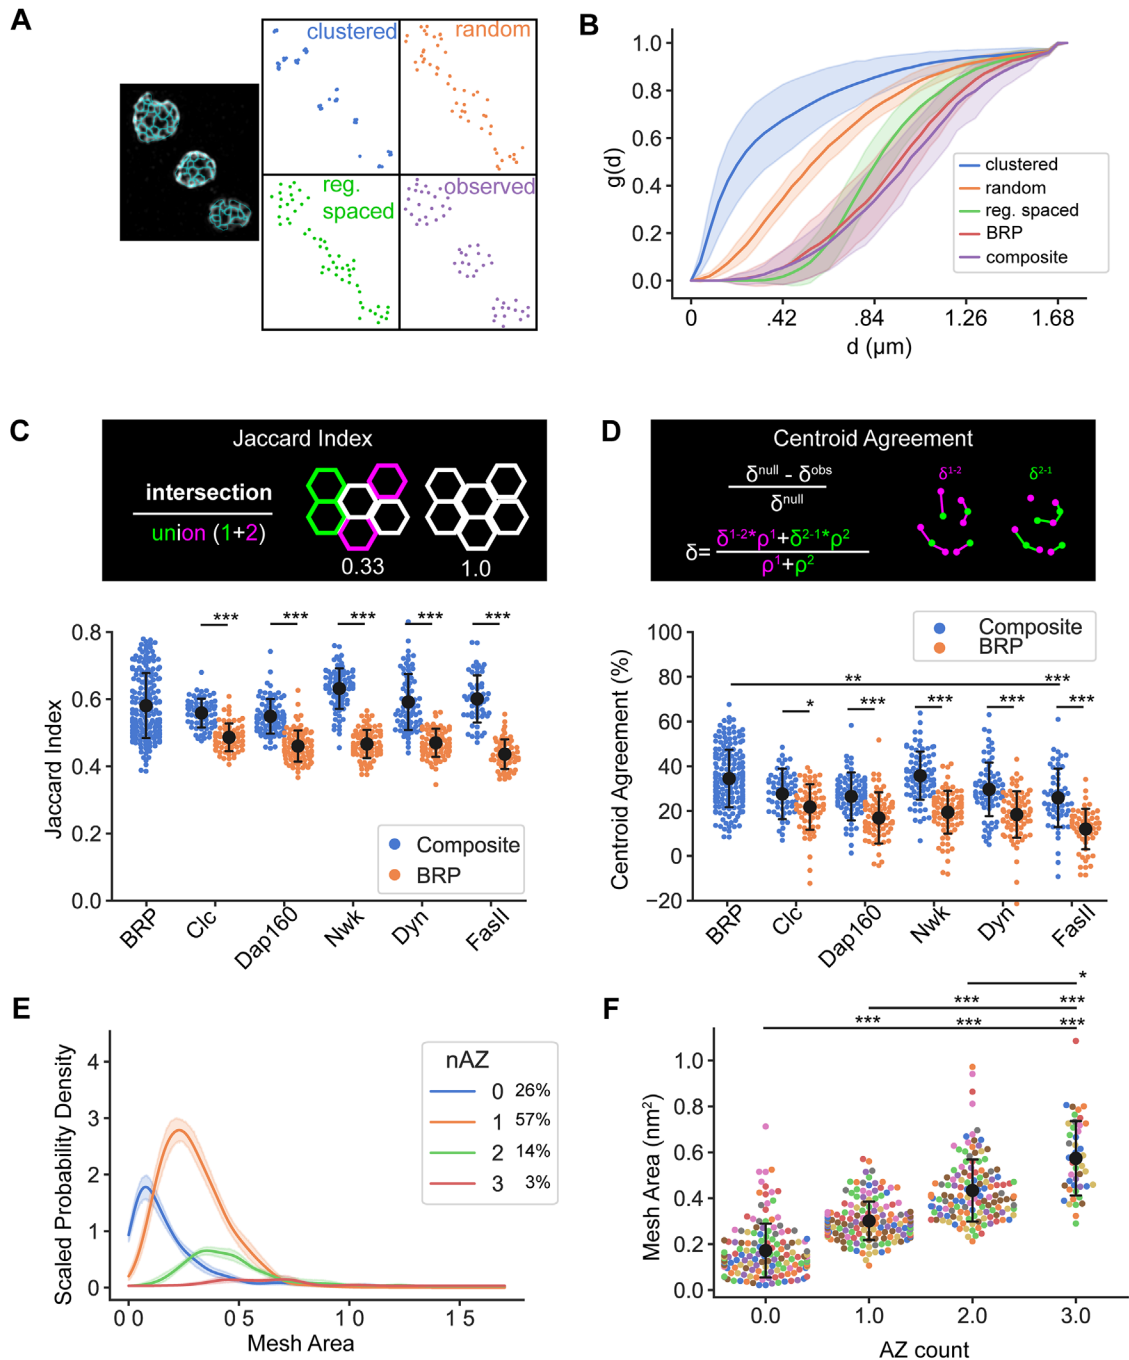 A
clustered
random
reg.
spaced
observed
B
g(d)
1.0
0.8
0.6
0.4
0.2
0.0
0
.42
.84
1.26
1.68
d (μm)
clustered
random
reg. spaced
BRP
composite
C
Jaccard Index
intersection
union (1+2)
0.33
1.0
Jaccard Index
0.8
0.6
0.4
0.2
0.0
***
***
***
***
***
Composite
BRP
BRP
Clc
Dap160
Nwk
Dyn
FasII
D
Centroid Agreement
δnull - δobs
δnull
δ=
δ1-2*ρ1+δ2-1*ρ2
ρ1+ρ2
δ1-2
δ2-1
Centroid Agreement (%)
100
80
60
40
20
0
−20
Composite
BRP
**
***
*
***
***
***
***
BRP
Clc
Dap160
Nwk
Dyn
FasII
E
Scaled Probability Density
4
3
2
1
0
0 0
0 5
1 0
1 5
Mesh Area
nAZ
0 26%
1 57%
2 14%
3 3%
F
*
***
***
***
***
***
Mesh Area (nm2)
1.0
0.8
0.6
0.4
0.2
0.0
0.0
1.0
2.0
3.0
AZ count